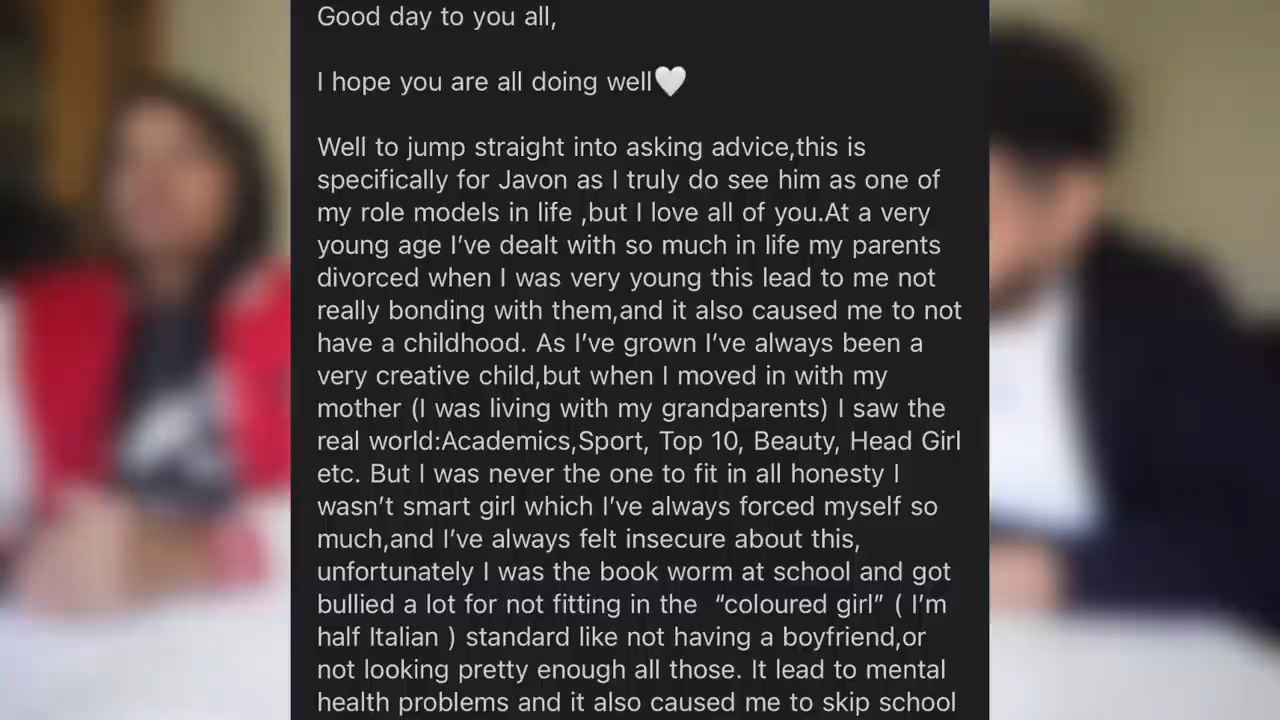 Good day to you all,
I hope you are all doing well🤍
Well to jump straight into asking advice,this is
specifically for Javon as I truly do see him as one of
my role models in life ,but I love all of you.At a very
young age I’ve dealt with so much in life my parents
divorced when I was very young this lead to me not
really bonding with them,and it also caused me to not
have a childhood. As I’ve grown I’ve always been a
very creative child,but when I moved in with my
mother (I was living with my grandparents) I saw the
real world:Academics,Sport, Top 10, Beauty, Head Girl
etc. But I was never the one to fit in all honesty I
wasn’t smart girl which I’ve always forced myself so
much,and I’ve always felt insecure about this,
unfortunately I was the book worm at school and got
bullied a lot for not fitting in the “coloured girl” ( I’m
half Italian ) standard like not having a boyfriend,or
not looking pretty enough all those. It lead to mental
health problems and it also caused me to skip school